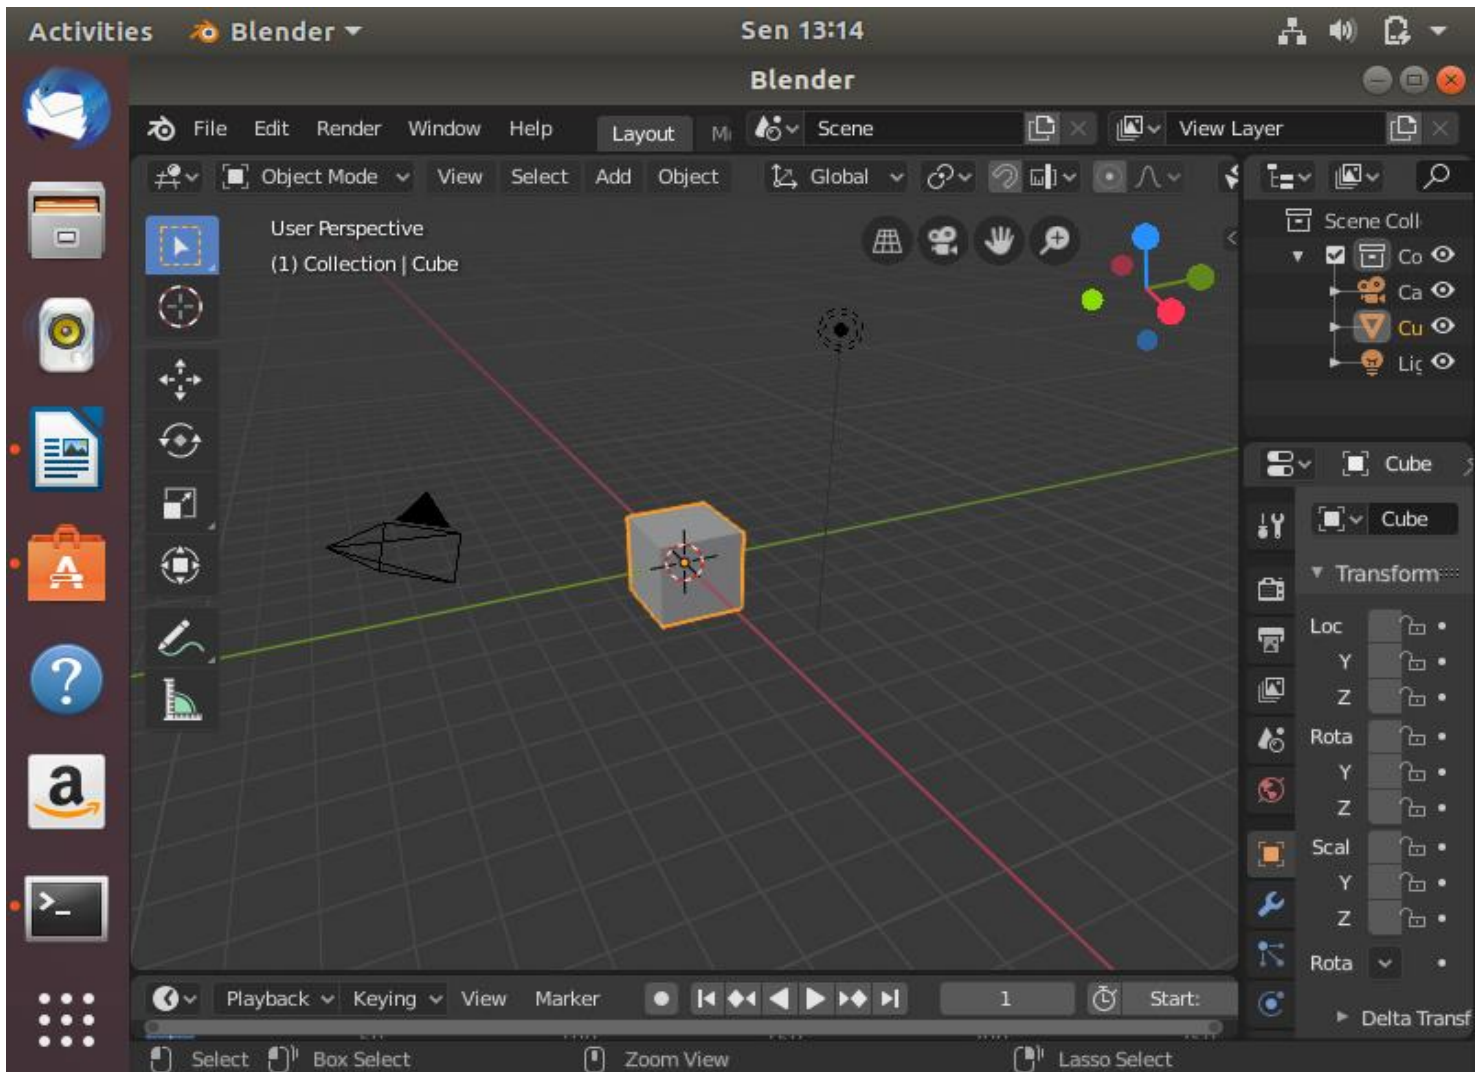 Activities Blender Sen 13:14
Blender
File Edit Render Window Help Layout Scene View Layer
Object Mode View Select Add Object Global
User Perspective
(1) Collection | Cube
Scene Coll
Co
Ca
Cu
Lig
Cube
Cube
Transform
Loc
Y
Z
Rota
Y
Z
Scal
Y
Z
Rota
Delta Transf
Playback Keying View Marker 1 Start:
Select Box Select Zoom View Lasso Select